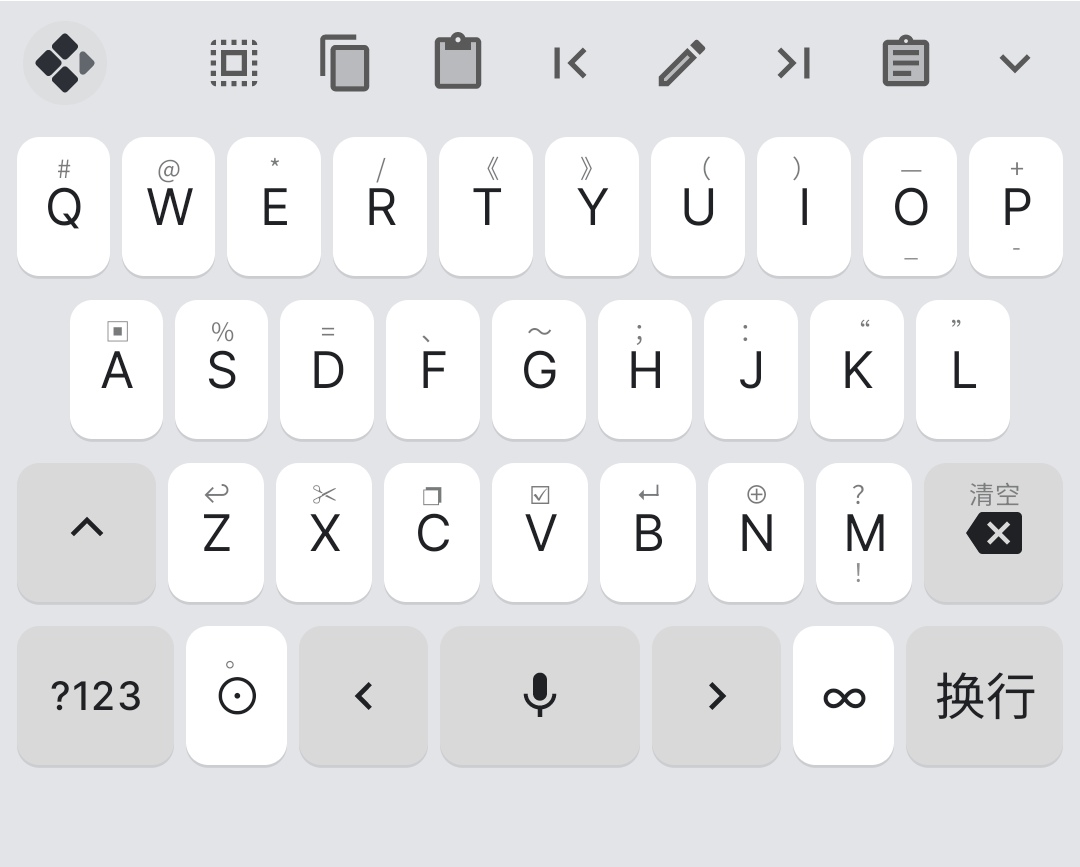 # @ * / 《 》 ( ) — +
Q W E R T Y U I O P
_ -
▣ % = 、 ～ ; : “ ”
A S D F G H J K L
↩ ✂ ❐ ☑ ↵ ⊕ ? 清空
Z X C V B N M
!
。
?123 ⊙ < > ∞ 换行